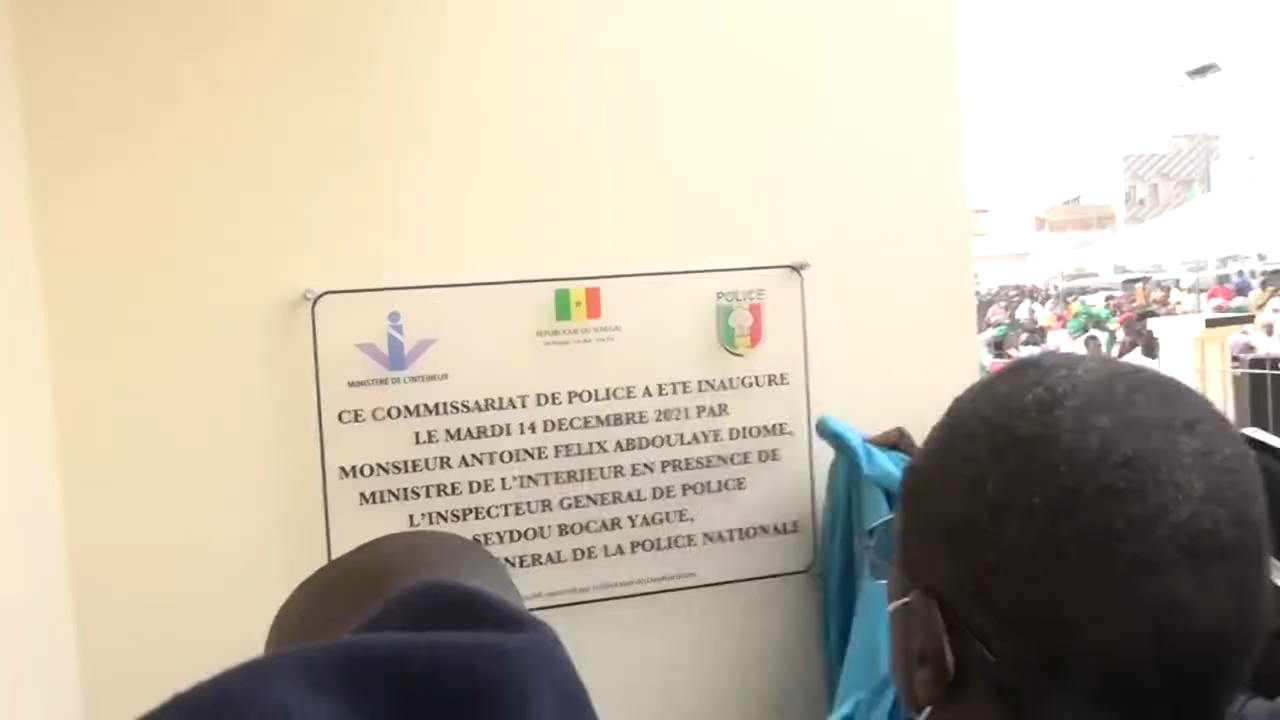 MINISTERE DE L'INTERIEUR
REPUBLIQUE DU SENEGAL
POLICE
CE COMMISSARIAT DE POLICE A ETE INAUGURE
LE MARDI 14 DECEMBRE 2021 PAR
MONSIEUR ANTOINE FELIX ABDOULAYE DIOME,
MINISTRE DE L'INTERIEUR EN PRESENCE DE
L'INSPECTEUR GENERAL DE POLICE
SEYDOU BOCAR YAGUE,
DE LA POLICE NATIONALE